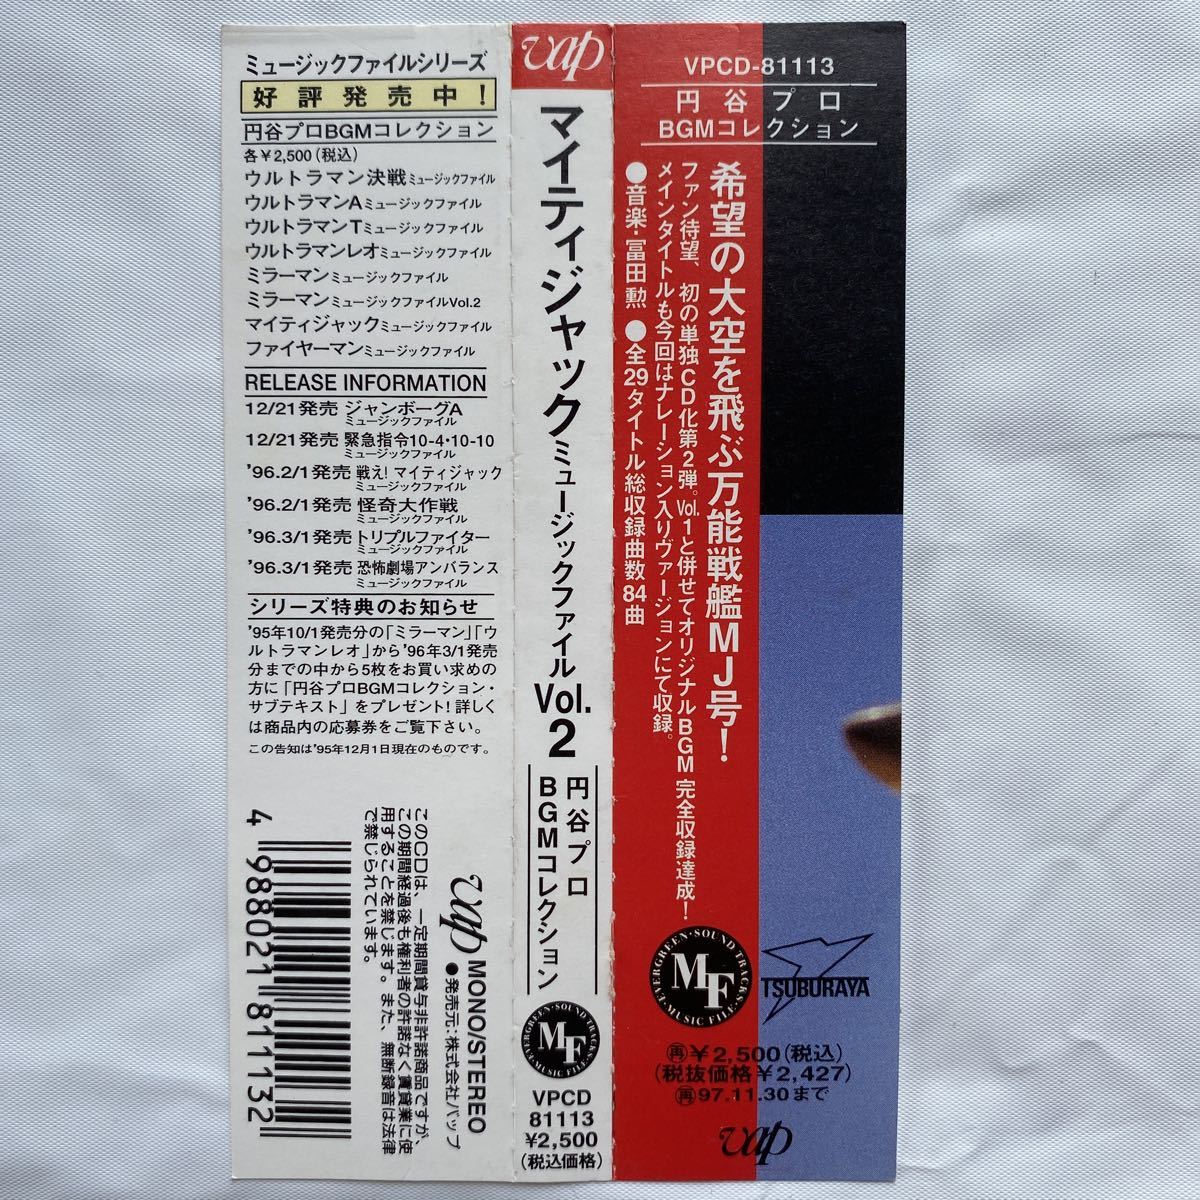 ミュージックファイルシリーズ
好評発売中！
円谷プロBGMコレクション
各￥2,500(税込)
ウルトラマン決戦ミュージックファイル
ウルトラマンAミュージックファイル
ウルトラマンTミュージックファイル
ウルトラマンレオミュージックファイル
ミラーマンミュージックファイル
ミラーマンミュージックファイルVol.2
マイティジャックミュージックファイル
ファイヤーマンミュージックファイル
RELEASE INFORMATION
12/21発売 ジャンボーグA
ミュージックファイル
12/21発売 緊急指令10-4・10-10
ミュージックファイル
'96.2/1発売 戦え! マイティジャック
ミュージックファイル
'96.2/1発売 怪奇大作戦
ミュージックファイル
'96.3/1発売 トリプルファイター
ミュージックファイル
'96.3/1発売 恐怖劇場アンバランス
ミュージックファイル
シリーズ特典のお知らせ
'95年10/1発売分の「ミラーマン」「ウ
ルトラマンレオ」から'96年3/1発売
分までの中から5枚をお買い求めの
方に「円谷プロBGMコレクション・
サブテキスト」をプレゼント! 詳しく
は商品内の応募券をご覧下さい。
この告知は'95年12月1日現在のものです。
4 988021 811132
このCDは、一定期間貸与非許諾商品ですが、
この期間経過後も権利者の許諾なく賃貸業に使
用することを禁じます。また、無断録音は法律
で禁じられています。
vap MONO/STEREO
●発売元：株式会社バップ
vap
マイティジャックミュージックファイルVol.2
円谷プロ
BGMコレクション
EVERGREEN・SOUND TRACKS・MUSIC FILE・
MF
VPCD
81113
￥2,500
(税込価格)
VPCD-81113
円谷プロ
BGMコレクション
希望の大空を飛ぶ万能戦艦MJ号！
ファン待望、初の単独CD化第2弾。Vol.1と併せてオリジナルBGM完全収録達成！
メインタイトルも今回はナレーション入りヴァージョンにて収録。
●音楽・冨田勲 ●全29タイトル総収録曲数84曲
EVERGREEN・SOUND TRACKS・MUSIC FILE・
MF
TSUBURAYA
再￥2,500(税込)
(税抜価格￥2,427)
再97.11.30まで
vap